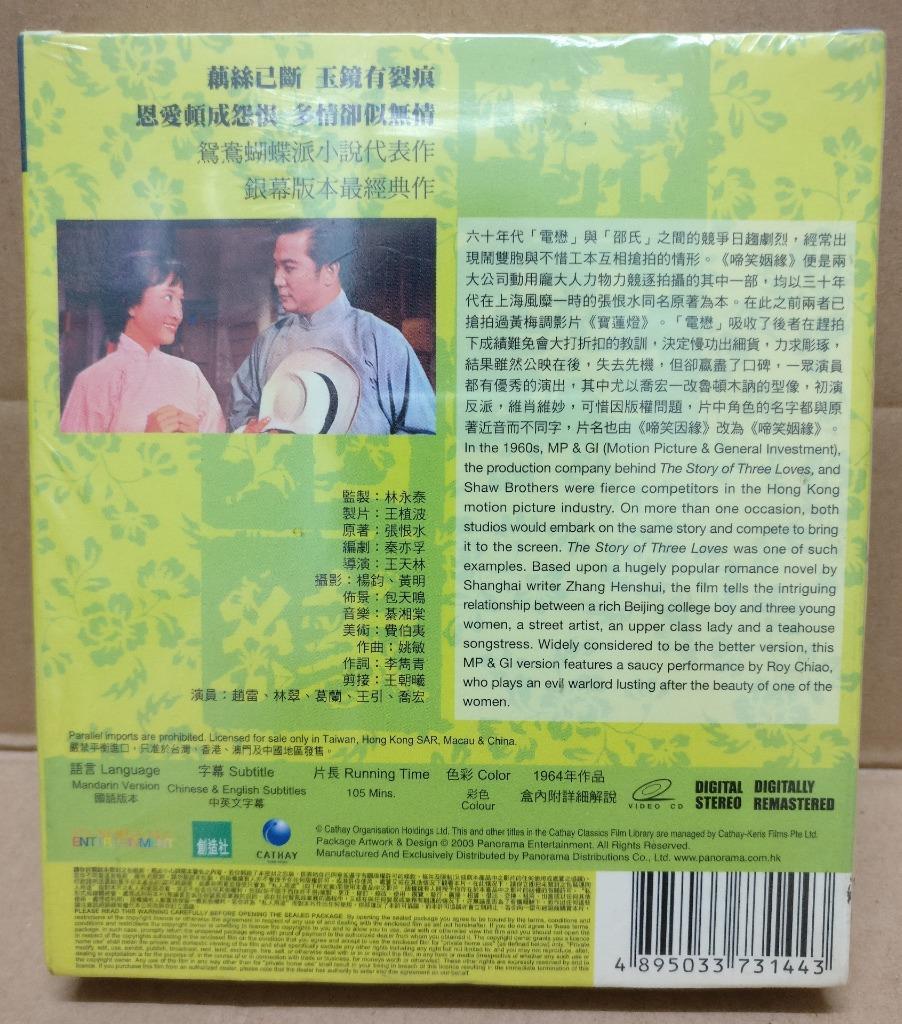 藕絲已斷 玉鏡有裂痕
恩愛頓成怨恨 多情卻似無情
鴛鴦蝴蝶派小說代表作
銀幕版本最經典作
六十年代「電懋」與「邵氏」之間的競爭日趨劇烈，經常出
現鬧雙胞與不惜工本互相搶拍的情形。《啼笑姻緣》便是兩
大公司動用龐大人力物力競逐拍攝的其中一部，均以三十年
代在上海風麼一時的張恨水同名原著為本。在此之前兩者已
搶拍過黃梅調影片《寶蓮燈》。「電懋」吸收了後者在趕拍
下成績難免會大打折扣的教訓，決定慢功出細貨，力求彫琢，
結果雖然公映在後，失去先機，但卻贏盡了口碑，一眾演員
都有優秀的演出，其中尤以喬宏一改魯頓木訥的型像，初演
反派，維肖維妙，可惜因版權問題，片中角色的名字都與原
著近音而不同字，片名也由《啼笑因緣》改為《啼笑姻緣》。
In the 1960s, MP & GI (Motion Picture & General Investment),
the production company behind The Story of Three Loves, and
Shaw Brothers were fierce competitors in the Hong Kong
motion picture industry. On more than one occasion, both
studios would embark on the same story and compete to bring
it to the screen. The Story of Three Loves was one of such
examples. Based upon a hugely popular romance novel by
Shanghai writer Zhang Henshui, the film tells the intriguing
relationship between a rich Beijing college boy and three young
women, a street artist, an upper class lady and a teahouse
songstress. Widely considered to be the better version, this
MP & GI version features a saucy performance by Roy Chiao,
who plays an evil warlord lusting after the beauty of one of the
women.
監製：林永泰
製片：王植波
原著：張恨水
編劇：秦亦孚
導演：王天林
攝影：楊鈞、黃明
佈景：包天鳴
音樂：綦湘棠
美術：費伯夷
作曲：姚敏
作詞：李雋青
剪接：王朝曦
演員：趙雷、林翠、葛蘭、王引、喬宏
Parallel imports are prohibited. Licensed for sale only in Taiwan, Hong Kong SAR, Macau & China.
嚴禁平衡進口，只准於台灣、香港、澳門及中國地區發售。
語言 Language
Mandarin Version
國語版本
字幕 Subtitle
Chinese & English Subtitles
中英文字幕
片長 Running Time
105 Mins.
色彩 Color
彩色
Colour
1964年作品
盒內附詳細解說
VIDEO CD
DIGITAL STEREO
DIGITALLY REMASTERED
ENTERTAINMENT
創造社
CATHAY
© Cathay Organisation Holdings Ltd. This and other titles in the Cathay Classics Film Library are managed by Cathay-Keris Films Pte Ltd.
Package Artwork & Design © 2003 Panorama Entertainment. All Rights Reserved.
Manufactured And Exclusively Distributed by Panorama Distributions Co., Ltd. www.panorama.com.hk
PLEASE READ THIS WARNING CAREFULLY BEFORE OPENING THE SEALED PACKAGE.
4 895033 731443